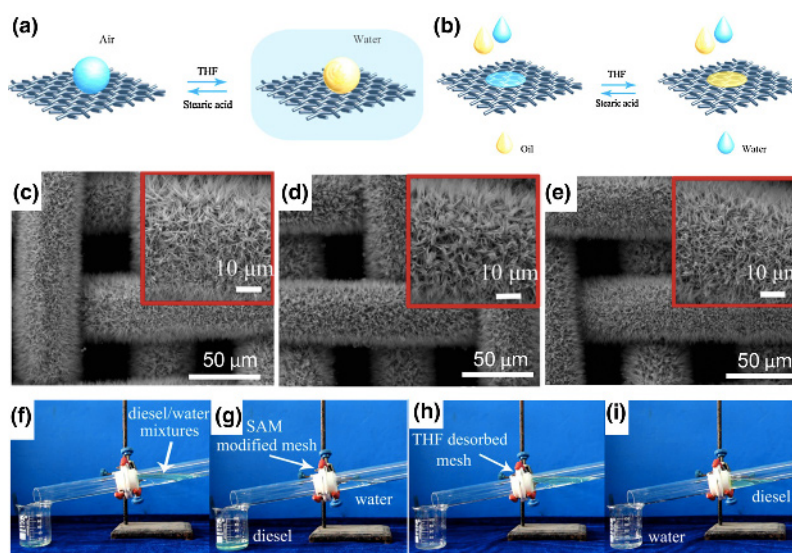 (a)
Air
THF
Stearic acid
Water
(b)
THF
Stearic acid
Oil
Water
(c)
10 μm
50 μm
(d)
10 μm
50 μm
(e)
10 μm
50 μm
(f)
diesel/water
mixtures
(g)
SAM
modified mesh
water
diesel
(h)
THF desorbed
mesh
(i)
diesel
water